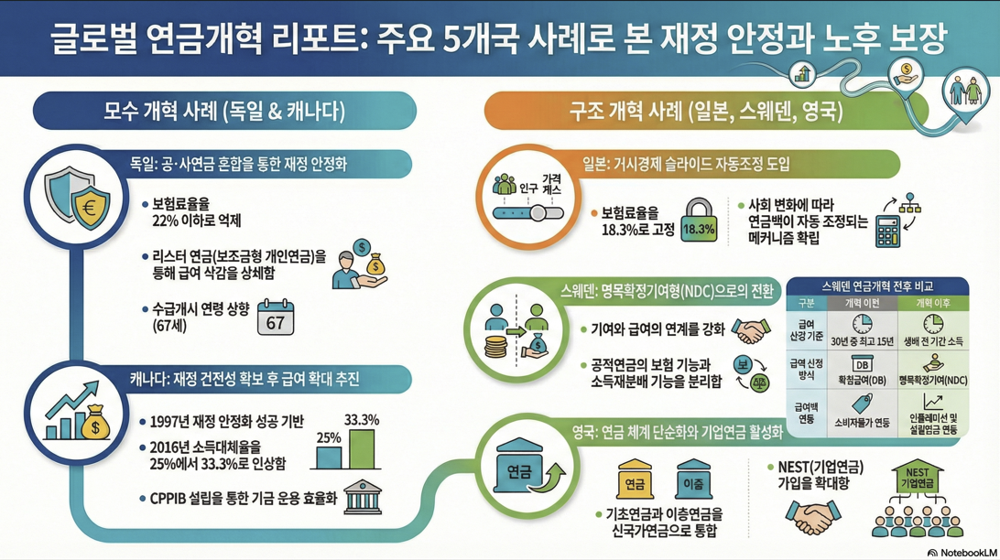 글로벌 연금개혁 리포트: 주요 5개국 사례로 본 재정 안정과 노후 보장
모수 개혁 사례 (독일 & 캐나다)
독일: 공·사연금 혼합을 통한 재정 안정화
€
• 보험료율을
22% 이하로 억제
• 리스터 연금(보조금형 개인연금)을
통해 급여 삭감을 상쇄함
$
$
• 수급개시 연령 상향
(67세)
67
캐나다: 재정 건전성 확보 후 급여 확대 추진
$
• 1997년 재정 안정화 성공 기반
• 2016년 소득대체율을
25%에서 33.3%로 인상함
25%
33.3%
• CPPIB 설립을 통한 기금 운용 효율화
구조 개혁 사례 (일본, 스웨덴, 영국)
일본: 거시경제 슬라이드 자동조정 도입
인구
가격
제스
• 보험료율을
18.3%로 고정
18.3%
• 사회 변화에 따라
연금백이 자동 조정되는
메커니즘 확립
스웨덴: 명목확정기여형(NDC)으로의 전환
$
• 기여와 급여의 연계를 강화
• 공적연금의 보험 기능과
소득재분배 기능을 분리합
보
스웨덴 연금개혁 전후 비교
구분
개혁 이펀
개혁 이후
급여
산강 기준
30년 중 최고 15년
생배 전 기간 소득
급역 신정
방식
DB
확침급여(DB)
명목확정기여(NDC)
급여백
연둥
소비자물가 연동
인플레미션 및
설립임금 연동
영국: 연금 체계 단순화와 기업연금 활성화
연금
연금
이줌
• 기초연금과 이층연금을
신국가연금으로 통합
• NEST(기업연금)
가입을 확대항
NEST
기업연금
NotebookLM